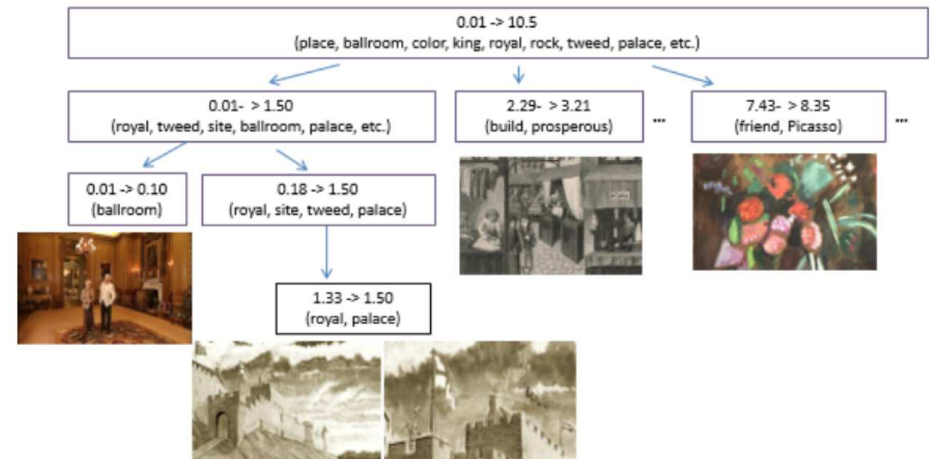 0.01 -> 10.5
(place, ballroom, color, king, royal, rock, tweed, palace, etc.)
0.01- > 1.50
(royal, tweed, site, ballroom, palace, etc.)
2.29- > 3.21
(build, prosperous)
...
7.43- > 8.35
(friend, Picasso)
...
0.01 -> 0.10
(ballroom)
0.18 -> 1.50
(royal, site, tweed, palace)
1.33 -> 1.50
(royal, palace)